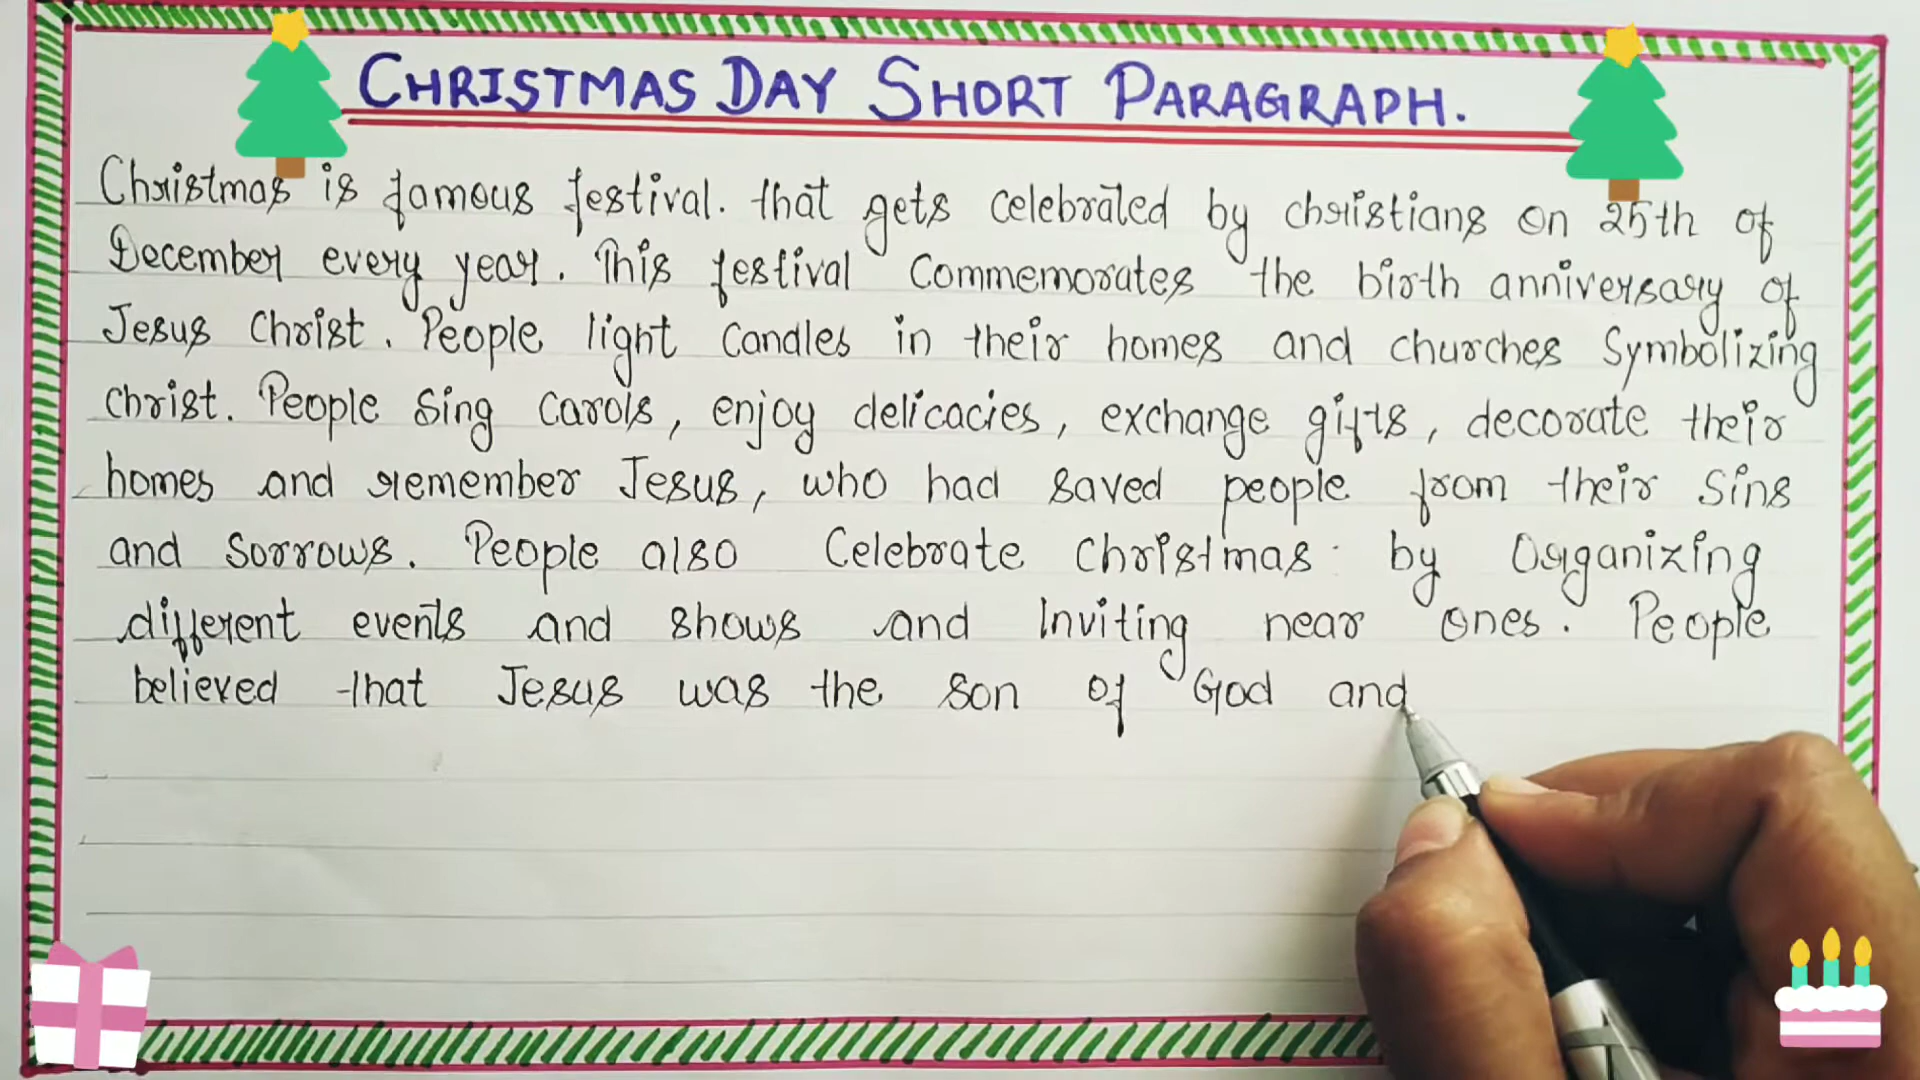 CHRISTMAS DAY SHORT PARAGRAPH.
Christmas is famous festival. that gets celebrated by christians on 25th of
December every year. This festival Commemorates the birth anniversary of
Jesus Christ. People light Candles in their homes and churches Symbolizing
Christ. People Sing Carols, enjoy delicacies, exchange gifts, decorate their
homes and remember Jesus, who had saved people from their Sins
and Sorrows. People also Celebrate Christmas by Organizing
different events and shows and Inviting near ones. People
believed that Jesus was the son of God and